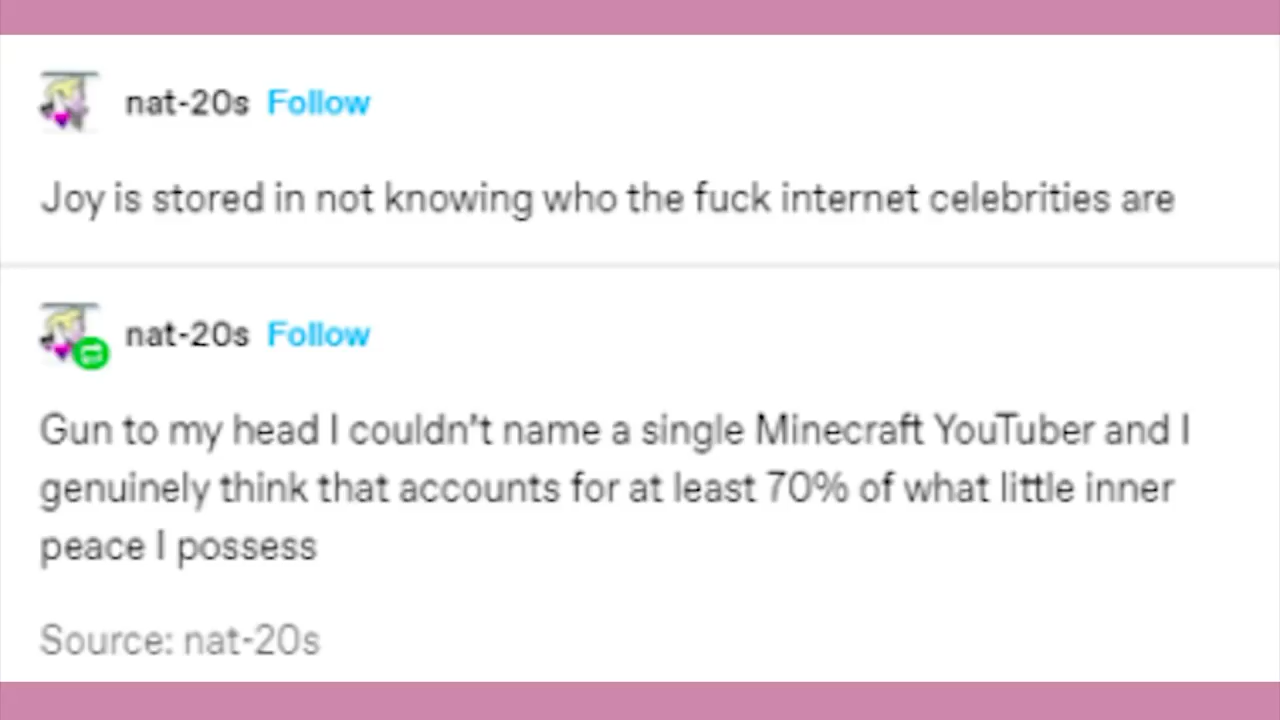 nat-20s Follow
Joy is stored in not knowing who the fuck internet celebrities are
nat-20s Follow
Gun to my head I couldn't name a single Minecraft YouTuber and I
genuinely think that accounts for at least 70% of what little inner
peace I possess
Source: nat-20s